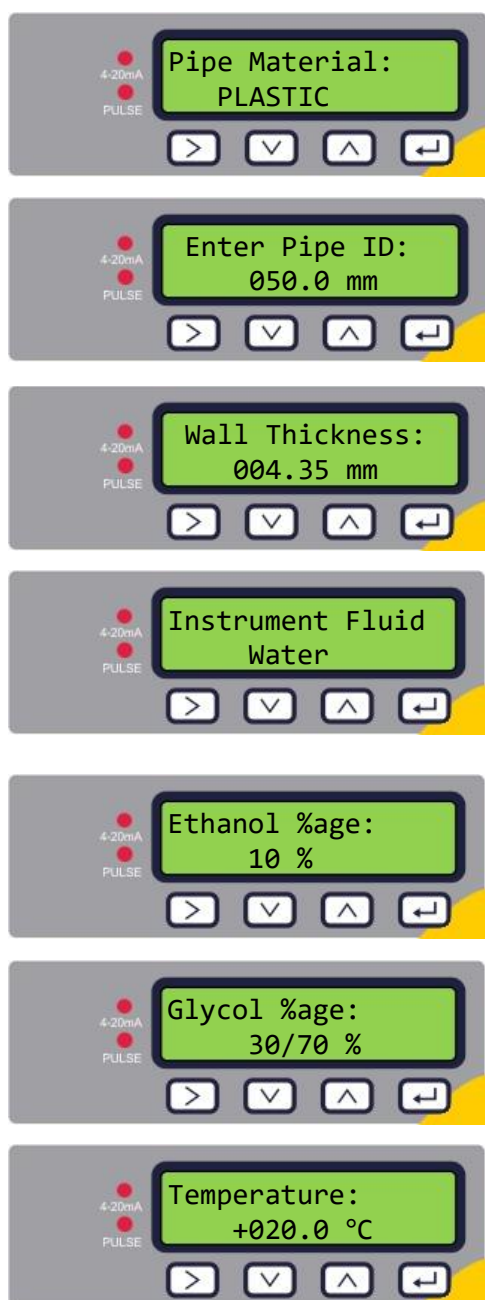 4-20mA
PULSE
Pipe Material:
PLASTIC
4-20mA
PULSE
Enter Pipe ID:
050.0 mm
4-20mA
PULSE
Wall Thickness:
004.35 mm
4-20mA
PULSE
Instrument Fluid
Water
4-20mA
PULSE
Ethanol %age:
10 %
4-20mA
PULSE
Glycol %age:
30/70 %
4-20mA
PULSE
Temperature:
+020.0 °C